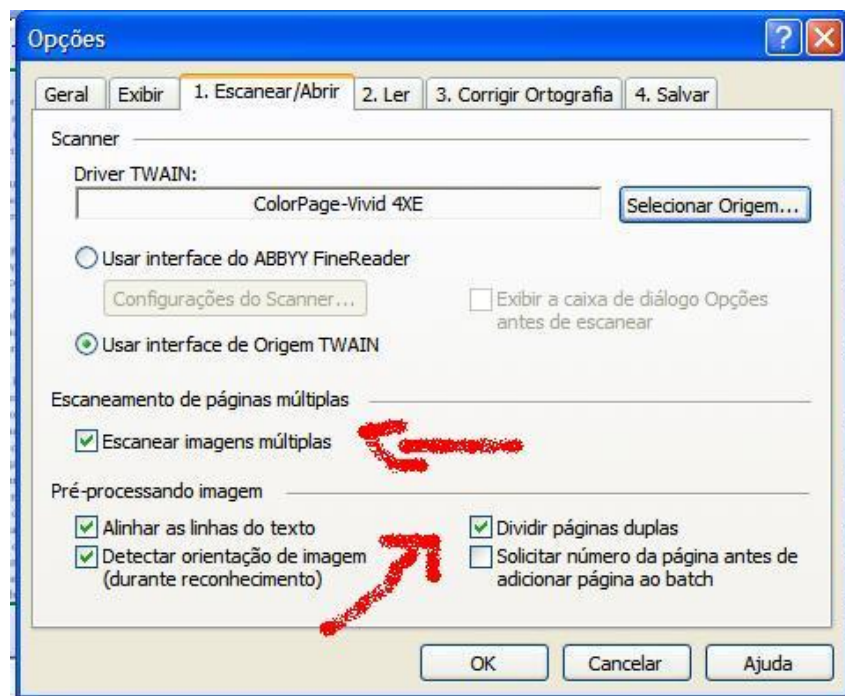 Opções
Geral Exibir 1. Escanear/Abrir 2. Ler 3. Corrigir Ortografia 4. Salvar
Scanner
Driver TWAIN:
ColorPage-Vivid 4XE Selecionar Origem...
Usar interface do ABBYY FineReader
Configurações do Scanner... Exibir a caixa de diálogo Opções
antes de escanear
Usar interface de Origem TWAIN
Escaneamento de páginas múltiplas
Escanear imagens múltiplas
Pré-processando imagem
Alinhar as linhas do texto Dividir páginas duplas
Detectar orientação de imagem Solicitar número da página antes de
(durante reconhecimento) adicionar página ao batch
OK Cancelar Ajuda